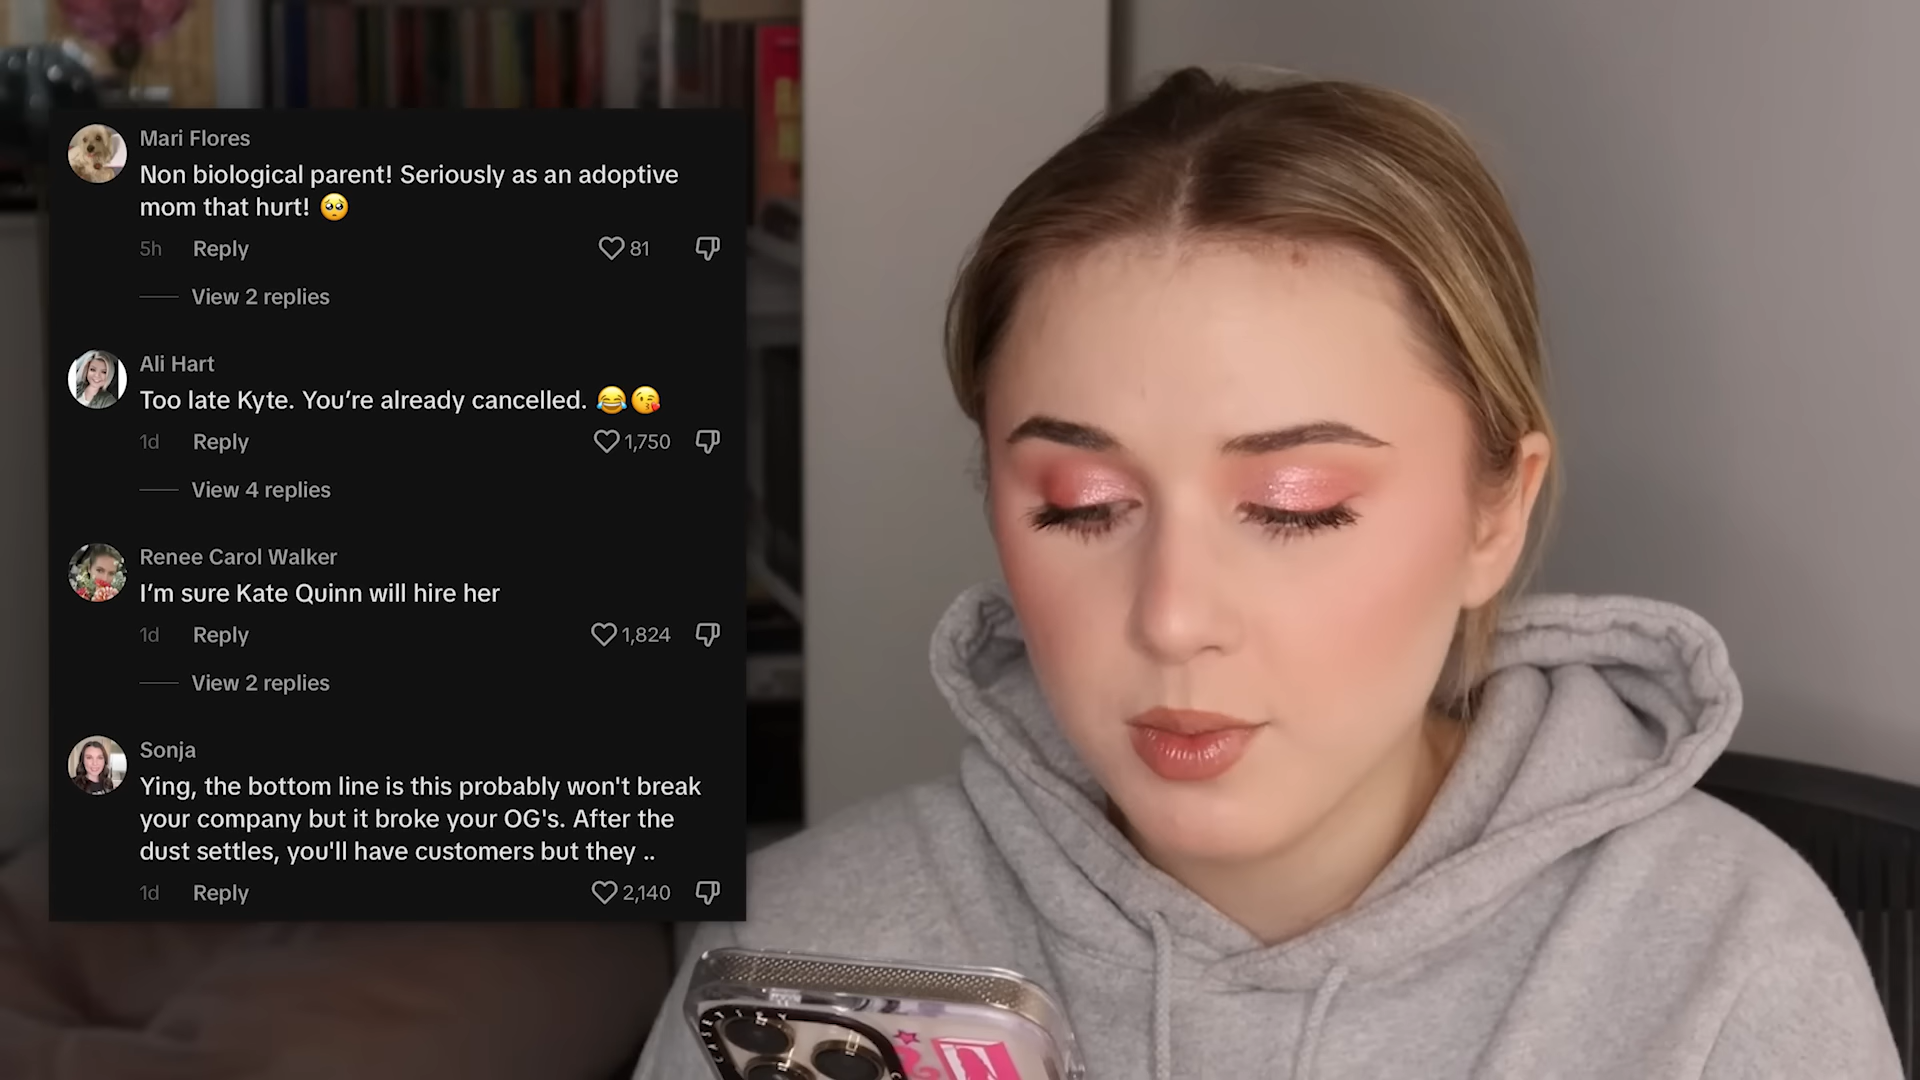 Mari Flores
Non biological parent! Seriously as an adoptive
mom that hurt! 🥺
5h Reply 81
View 2 replies
Ali Hart
Too late Kyte. You’re already cancelled. 😂😘
1d Reply 1,750
View 4 replies
Renee Carol Walker
I’m sure Kate Quinn will hire her
1d Reply 1,824
View 2 replies
Sonja
Ying, the bottom line is this probably won't break
your company but it broke your OG's. After the
dust settles, you'll have customers but they ..
1d Reply 2,140
CASETIFY